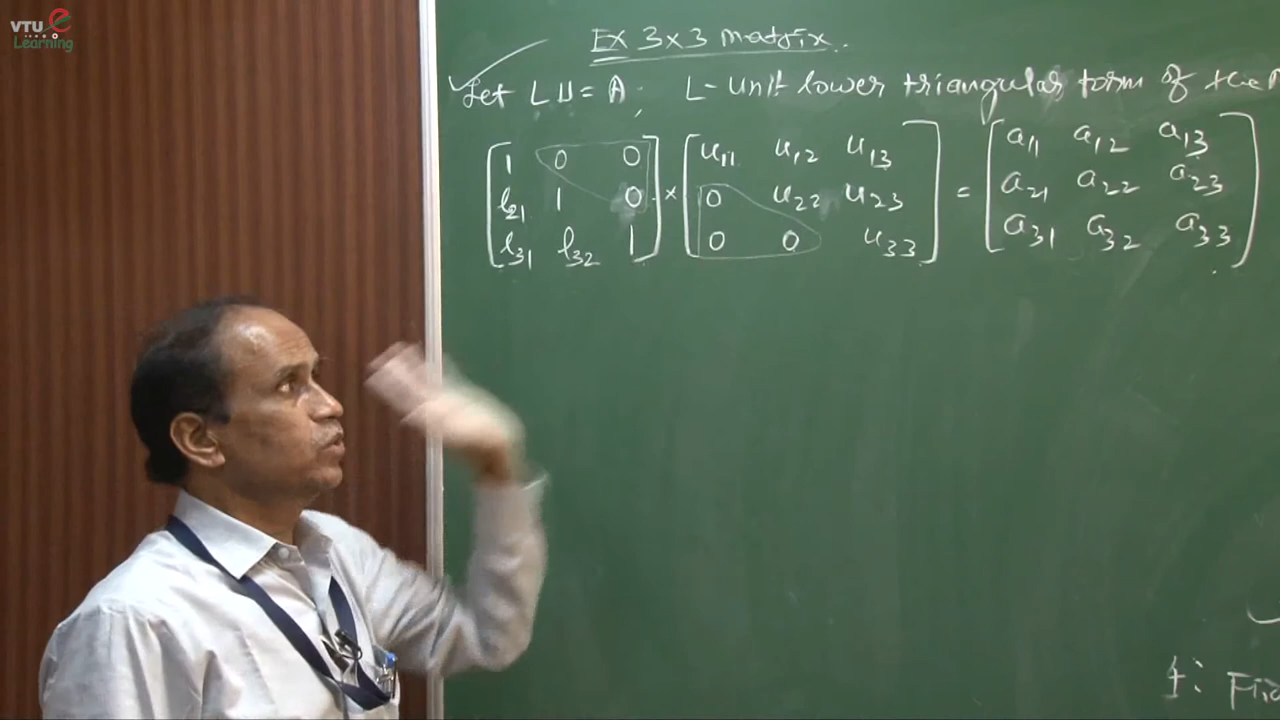 VTU e
Learning
Ex 3x3 matrix.
Let LU = A; L- unit lower triangular form of the
[1 0 0] × [u11 u12 u13] = [a11 a12 a13]
[l21 1 0] [0 u22 u23] [a21 a22 a23]
[l31 l32 1] [0 0 u33] [a31 a32 a33]